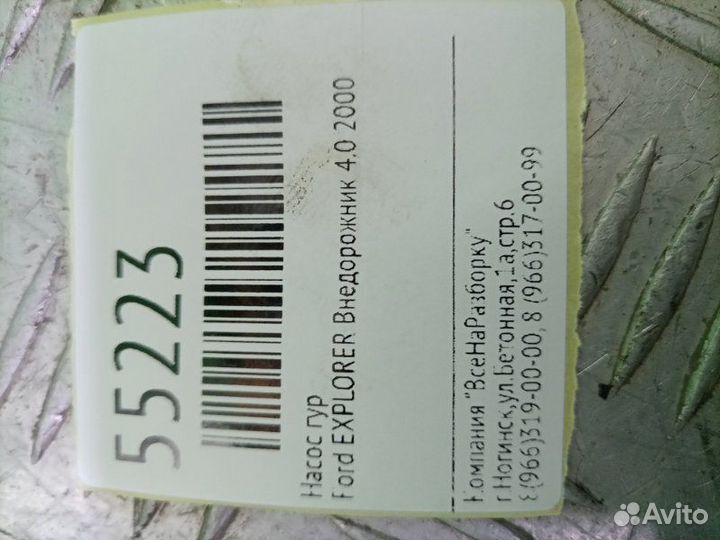 55223
Насос гур
Ford EXPLORER Внедорожник 4.0 2000
Компания "ВсеНаРазборку"
г.Ногинск,ул.Бетонная,1а,стр.6
8(966)319-00-00, 8 (966)317-00-99
Avito